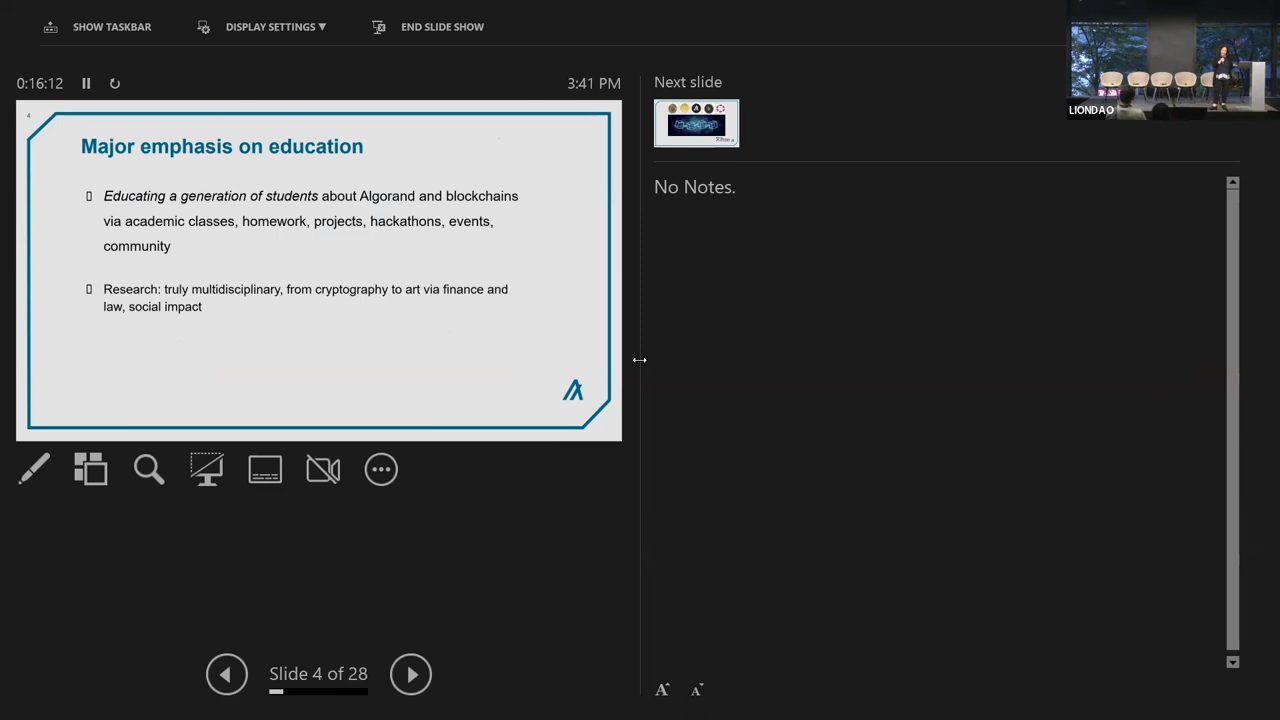 SHOW TASKBAR
DISPLAY SETTINGS ▼
END SLIDE SHOW
LIONDAO
0:16:12
3:41 PM
4
Major emphasis on education
Educating a generation of students about Algorand and blockchains
via academic classes, homework, projects, hackathons, events,
community
Research: truly multidisciplinary, from cryptography to art via finance and
law, social impact
Slide 4 of 28
Next slide
No Notes.
A
A